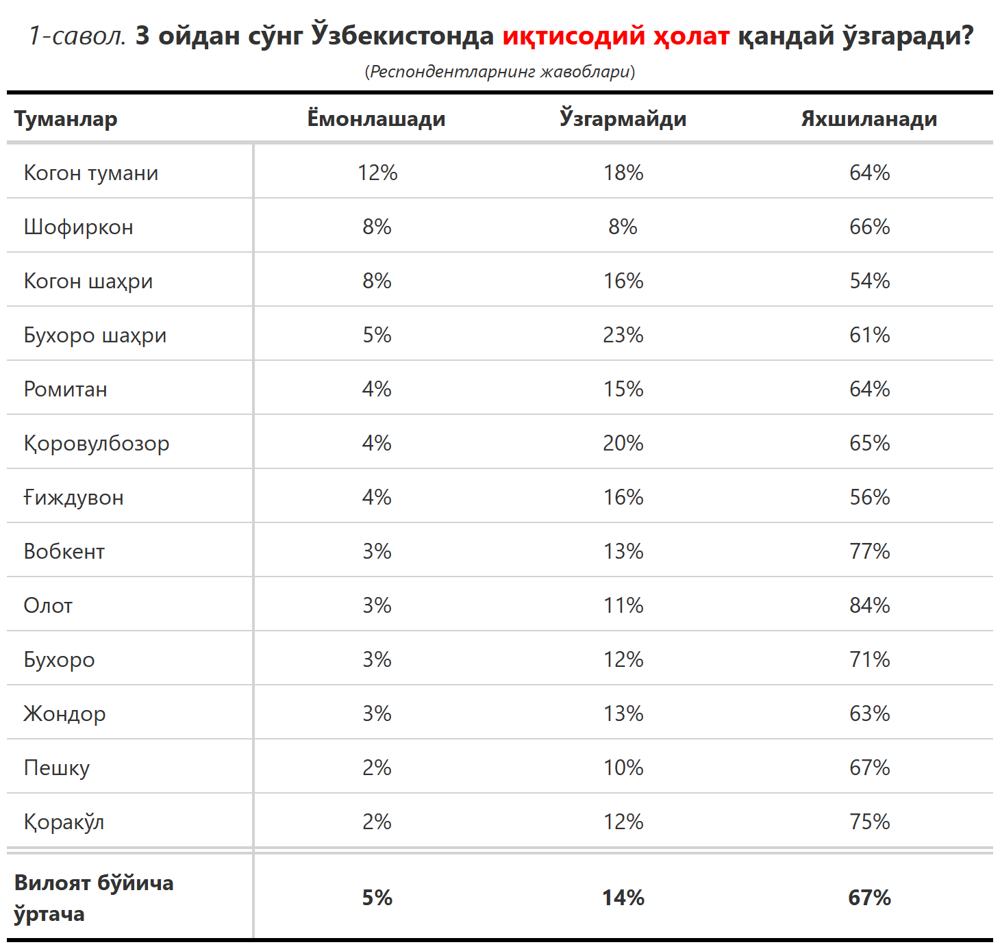 1-савол. 3 ойдан сўнг Ўзбекистонда иқтисодий ҳолат қандай ўзгаради?
(Респондентларнинг жавоблари)
Туманлар Ёмонлашади Ўзгармайди Яхшиланади
Когон тумани 12% 18% 64%
Шофиркон 8% 8% 66%
Когон шаҳри 8% 16% 54%
Бухоро шаҳри 5% 23% 61%
Ромитан 4% 15% 64%
Қоровулбозор 4% 20% 65%
Ғиждувон 4% 16% 56%
Вобкент 3% 13% 77%
Олот 3% 11% 84%
Бухоро 3% 12% 71%
Жондор 3% 13% 63%
Пешку 2% 10% 67%
Қоракўл 2% 12% 75%
Вилоят бўйича
ўртача 5% 14% 67%